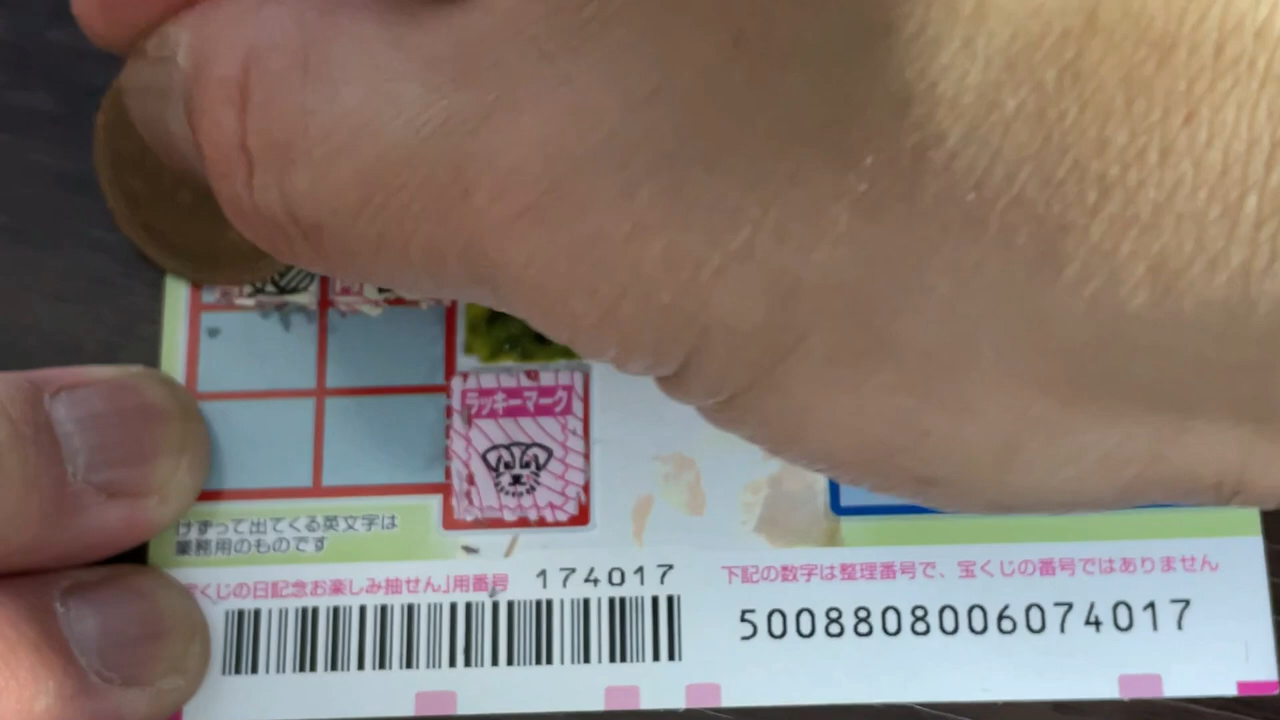 ラッキーマーク
けずって出てくる英文字は
業務用のものです
くじの日記念お楽しみ抽せん」用番号 174017
下記の数字は整理番号で、宝くじの番号ではありません
5008808006074017